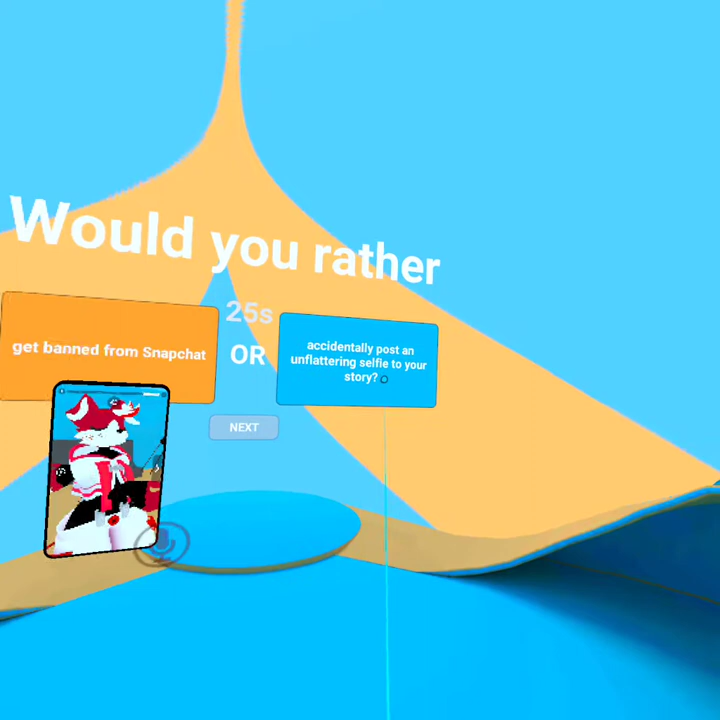 Would you rather
25s
get banned from Snapchat
OR
accidentally post an
unflattering selfie to your
story?
NEXT